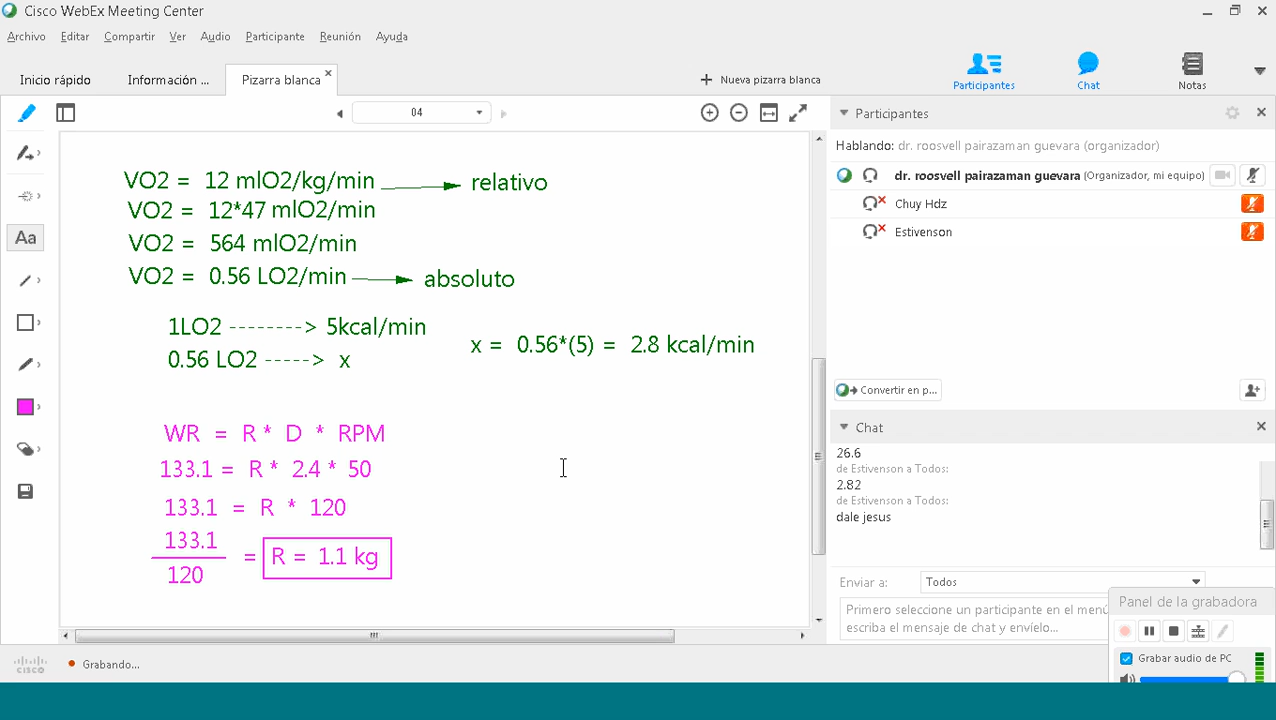 Cisco WebEx Meeting Center
Archivo Editar Compartir Ver Audio Participante Reunión Ayuda
Inicio rápido Información ... Pizarra blanca Nueva pizarra blanca
Participantes Chat Notas
04
VO2 = 12 mlO2/kg/min relativo
VO2 = 12*47 mlO2/min
VO2 = 564 mlO2/min
VO2 = 0.56 LO2/min absoluto
1LO2 --------> 5kcal/min
0.56 LO2 -----> x
x = 0.56*(5) = 2.8 kcal/min
WR = R * D * RPM
133.1 = R * 2.4 * 50
133.1 = R * 120
133.1
120
= R = 1.1 kg
Aa
Participantes
Hablando: dr. roosvell pairazaman guevara (organizador)
dr. roosvell pairazaman guevara (Organizador, mi equipo)
Chuy Hdz
Estivenson
Convertir en p...
Chat
26.6
de Estivenson a Todos:
2.82
de Estivenson a Todos:
dale jesus
Enviar a: Todos
Primero seleccione un participante en el menú
escriba el mensaje de chat y envíelo...
Panel de la grabadora
Grabar audio de PC
cisco
Grabando...